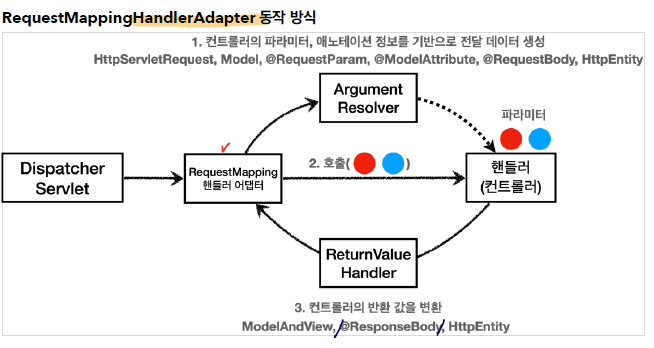 RequestMappingHandlerAdapter 동작 방식
1. 컨트롤러의 파라미터, 애노테이션 정보를 기반으로 전달 데이터 생성
HttpServletRequest, Model, @RequestParam, @ModelAttribute, @RequestBody, HttpEntity
Argument
Resolver
파라미터
Dispatcher
Servlet
RequestMapping
핸들러 어댑터
2. 호출( )
핸들러
(컨트롤러)
ReturnValue
Handler
3. 컨트롤러의 반환 값을 변환
ModelAndView, @ResponseBody, HttpEntity